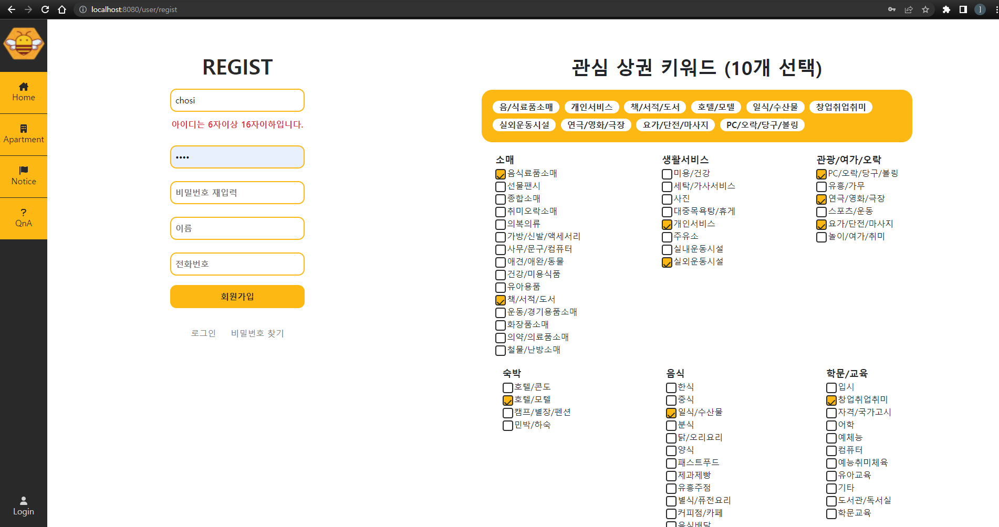 localhost:8080/user/regist
Home
Apartment
Notice
?
QnA
Login
REGIST
chosi
아이디는 6자이상 16자이하입니다.
••••
비밀번호 재입력
이름
전화번호
회원가입
로그인 비밀번호 찾기
관심 상권 키워드 (10개 선택)
음/식료품소매 개인서비스 책/서적/도서 호텔/모텔 일식/수산물 창업취업취미
실외운동시설 연극/영화/극장 요가/단전/마사지 PC/오락/당구/볼링
소매
음식료품소매
선물팬시
종합소매
취미오락소매
의복의류
가방/신발/액세서리
사무/문구/컴퓨터
애견/애완/동물
건강/미용식품
유아용품
책/서적/도서
운동/경기용품소매
화장품소매
의약/의료품소매
철물/난방소매
생활서비스
미용/건강
세탁/가사서비스
사진
대중목욕탕/휴게
개인서비스
주유소
실내운동시설
실외운동시설
관광/여가/오락
PC/오락/당구/볼링
유흥/가무
연극/영화/극장
스포츠/운동
요가/단전/마사지
놀이/여가/취미
숙박
호텔/콘도
호텔/모텔
캠프/별장/펜션
민박/하숙
음식
한식
중식
일식/수산물
분식
닭/오리요리
양식
패스트푸드
제과제빵
유흥주점
별식/퓨전요리
커피점/카페
음식배달
학문/교육
입시
창업취업취미
자격/국가고시
어학
예체능
컴퓨터
예능취미체육
유아교육
기타
도서관/독서실
학문교육